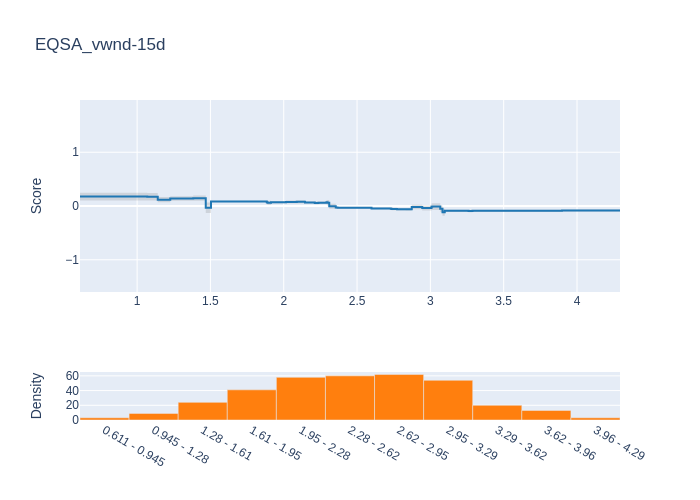 EQSA_vwnd-15d
Score
1
0
−1
1
1.5
2
2.5
3
3.5
4
Density
60
40
20
0
0.611 - 0.945
0.945 - 1.28
1.28 - 1.61
1.61 - 1.95
1.95 - 2.28
2.28 - 2.62
2.62 - 2.95
2.95 - 3.29
3.29 - 3.62
3.62 - 3.96
3.96 - 4.29